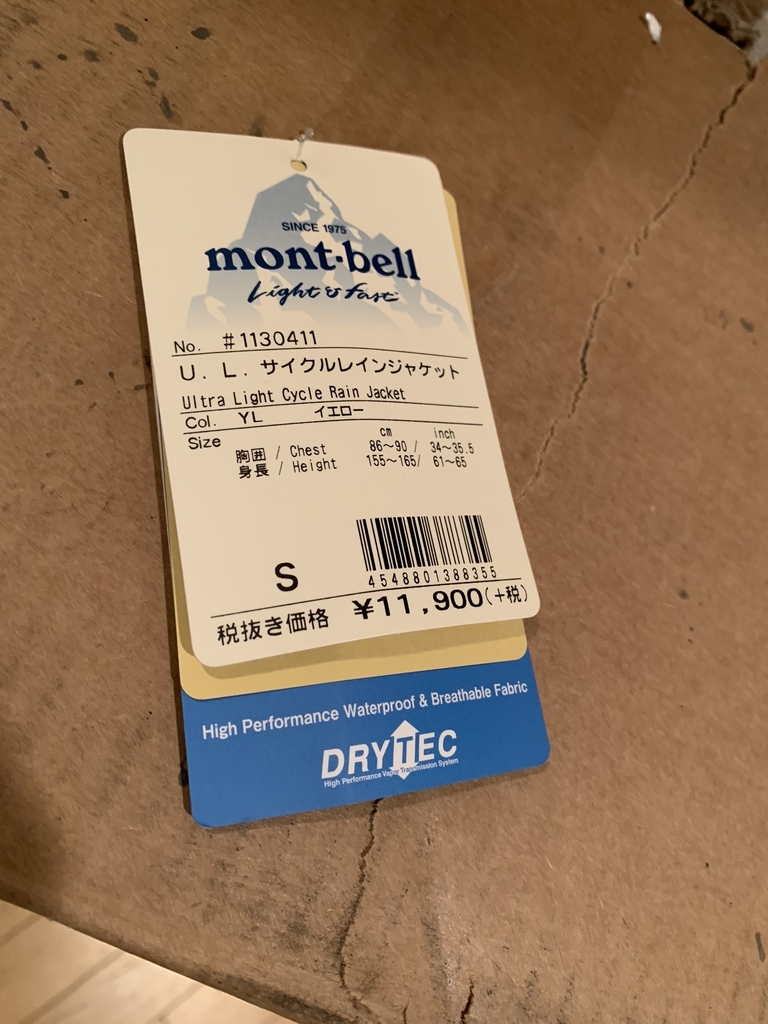 SINCE 1975
mont·bell
Light & Fast
No. #1130411
U. L. サイクルレインジャケット
Ultra Light Cycle Rain Jacket
Col. YL イエロー
Size
cm inch
胸囲 / Chest 86〜90 / 34〜35.5
身長 / Height 155〜165/ 61〜65
S
4548801388355
税抜き価格 ¥11,900(+税)
High Performance Waterproof & Breathable Fabric
DRYTEC
High Performance Vapor Transmission System